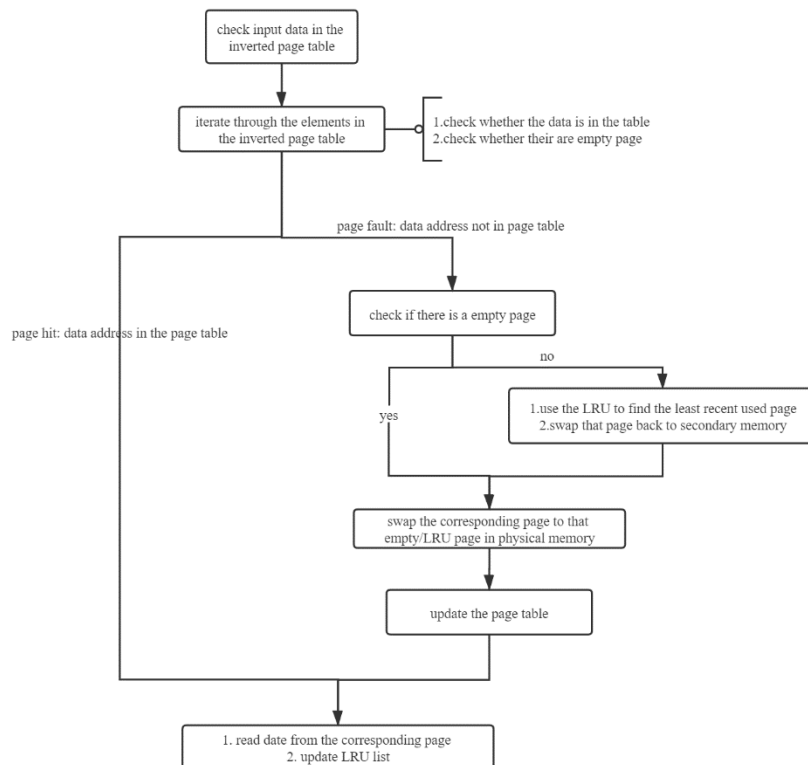 check input data in the
inverted page table
iterate through the elements in
the inverted page table
1.check whether the data is in the table
2.check whether their are empty page
page fault: data address not in page table
check if there is a empty page
page hit: data address in the page table
no
yes
1.use the LRU to find the least recent used page
2.swap that page back to secondary memory
swap the corresponding page to that
empty/LRU page in physical memory
update the page table
1. read date from the corresponding page
2. update LRU list